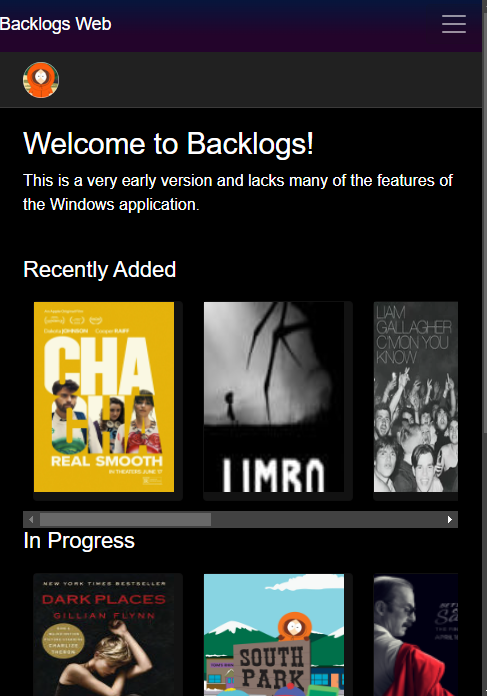 Backlogs Web
Welcome to Backlogs!
This is a very early version and lacks many of the features of
the Windows application.
Recently Added
Dakota JOHNSON Cooper RAIFF
CHA
CHA
REAL SMOOTH
IN THEATERS JUNE 17
LIMBO
LIAM
GALLAGHER
C'MON YOU
KNOW
In Progress
NEW YORK TIMES BESTSELLER
DARK PLACES
GILLIAN FLYNN
CHARLIZE
THERON
SOUTH
PARK